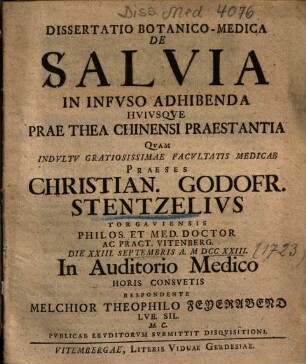 Diss. Med 4076
DISSERTATIO BOTANICO-MEDICA
DE
SALVIA
IN INFVSO ADHIBENDA
HVIVSQVE
PRAE THEA CHINENSI PRAESTANTIA
QVAM
INDVLTV GRATIOSISSIMAE FACVLTATIS MEDICAE
PRAESES
CHRISTIAN. GODOFR.
STENTZELIVS
TORGAVIENSIS
PHILOS. ET MED. DOCTOR
AC PRACT. VITENBERG.
DIE XXIII SEPTEMBRIS A. M DCC XXIII.
(1723)
In Auditorio Medico
HORIS CONSVETIS
RESPONDENTE
MELCHIOR THEOPHILO FEYERABEND
LVB. SIL.
M. C.
PVBLICAE ERVDITORVM SVBMITTIT DISQVISITIONI.
VITEMBERGAE, LITERIS VIDVAE GERDESIAE.